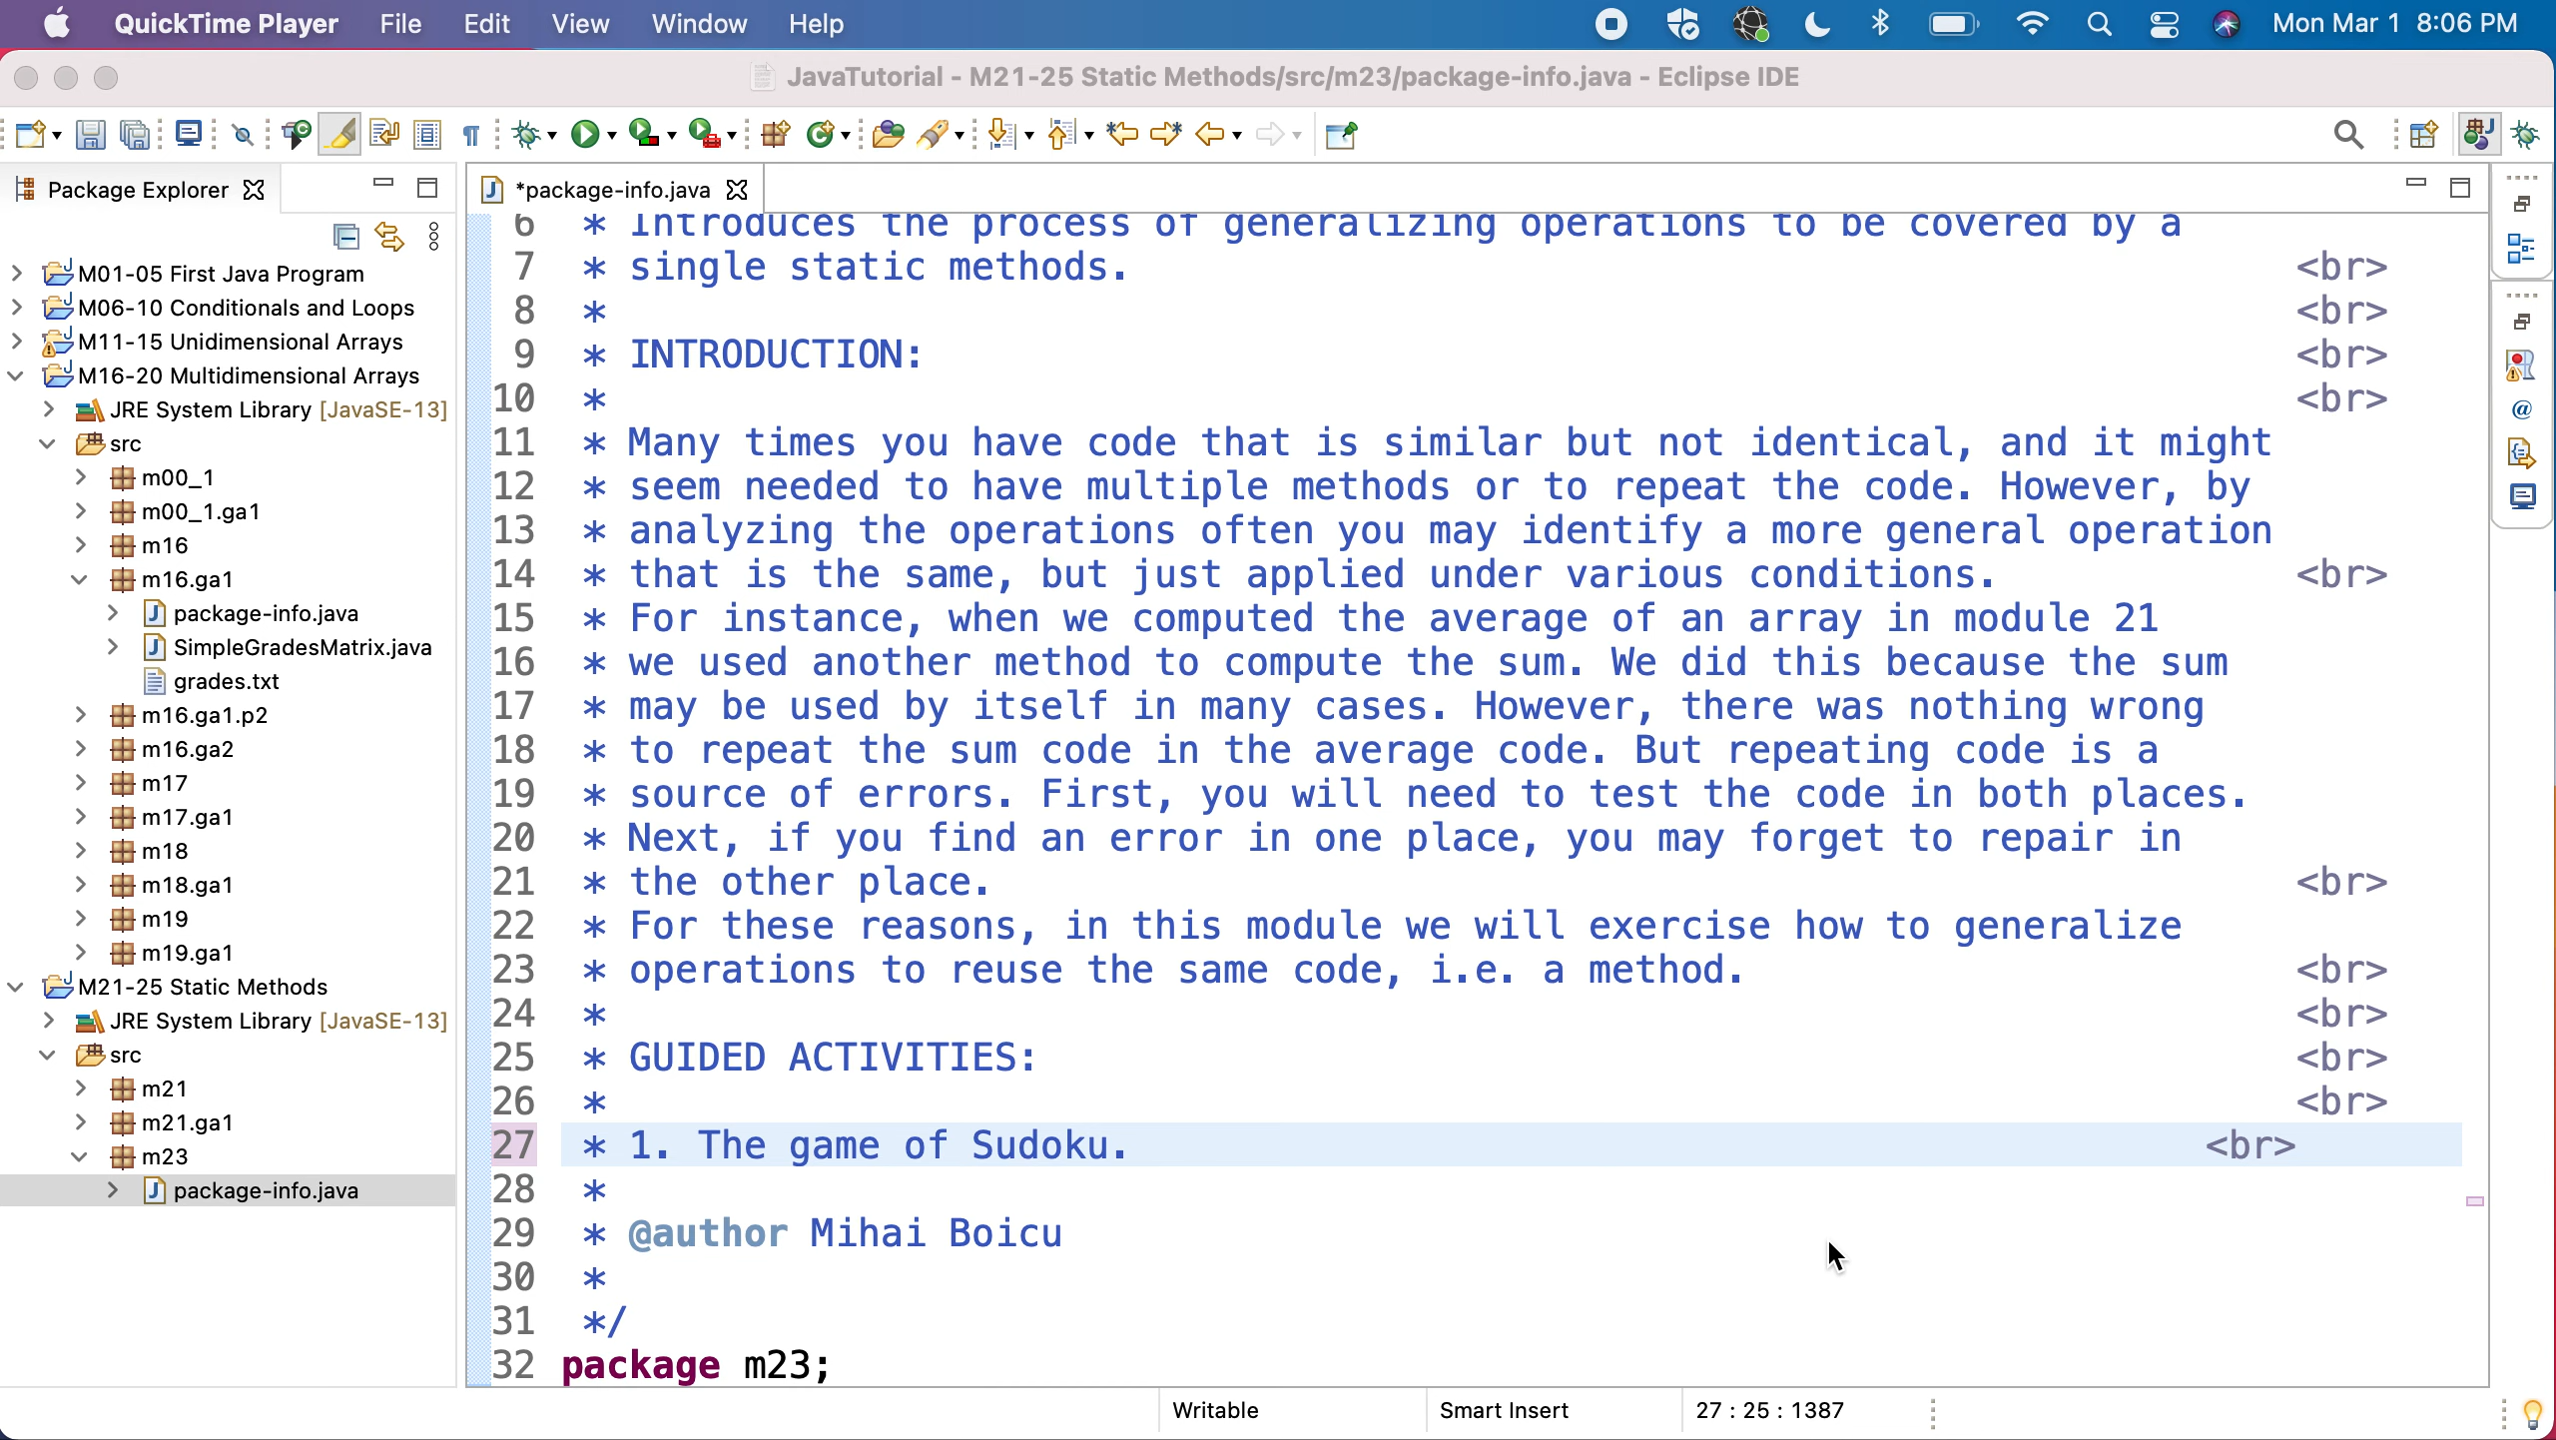 QuickTime Player File Edit View Window Help Mon Mar 1 8:06 PM
JavaTutorial - M21-25 Static Methods/src/m23/package-info.java - Eclipse IDE
Package Explorer
M01-05 First Java Program
M06-10 Conditionals and Loops
M11-15 Unidimensional Arrays
M16-20 Multidimensional Arrays
JRE System Library [JavaSE-13]
src
m00_1
m00_1.ga1
m16
m16.ga1
package-info.java
SimpleGradesMatrix.java
grades.txt
m16.ga1.p2
m16.ga2
m17
m17.ga1
m18
m18.ga1
m19
m19.ga1
M21-25 Static Methods
JRE System Library [JavaSE-13]
src
m21
m21.ga1
m23
package-info.java
*package-info.java
6 * Introduces the process of generalizing operations to be covered by a
7 * single static methods. <br>
8 * <br>
9 * INTRODUCTION: <br>
10 * <br>
11 * Many times you have code that is similar but not identical, and it might
12 * seem needed to have multiple methods or to repeat the code. However, by
13 * analyzing the operations often you may identify a more general operation
14 * that is the same, but just applied under various conditions. <br>
15 * For instance, when we computed the average of an array in module 21
16 * we used another method to compute the sum. We did this because the sum
17 * may be used by itself in many cases. However, there was nothing wrong
18 * to repeat the sum code in the average code. But repeating code is a
19 * source of errors. First, you will need to test the code in both places.
20 * Next, if you find an error in one place, you may forget to repair in
21 * the other place. <br>
22 * For these reasons, in this module we will exercise how to generalize
23 * operations to reuse the same code, i.e. a method. <br>
24 * <br>
25 * GUIDED ACTIVITIES: <br>
26 * <br>
27 * 1. The game of Sudoku. <br>
28 *
29 * @author Mihai Boicu
30 *
31 */
32 package m23;
Writable Smart Insert 27 : 25 : 1387